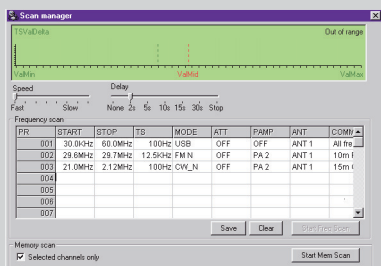 Scan manager
TSValDelta Out of range
ValMin ValMid ValMax
Speed Delay
Fast Slow None 2s 5s 10s 15s 30s Stop
Frequency scan
PR START STOP TS MODE ATT PAMP ANT COMM
001 30.0KHz 60.0MHz 100Hz USB OFF OFF ANT 1 All fre
002 29.6MHz 29.7MHz 12.5KHz FM N OFF PA 2 ANT 1 10m
003 21.0MHz 2.12MHz 100Hz CW_N OFF PA 2 ANT 1 15m
004
005
006
007
Save Clear Start Freq Scan
Memory scan
Selected channels only Start Mem Scan